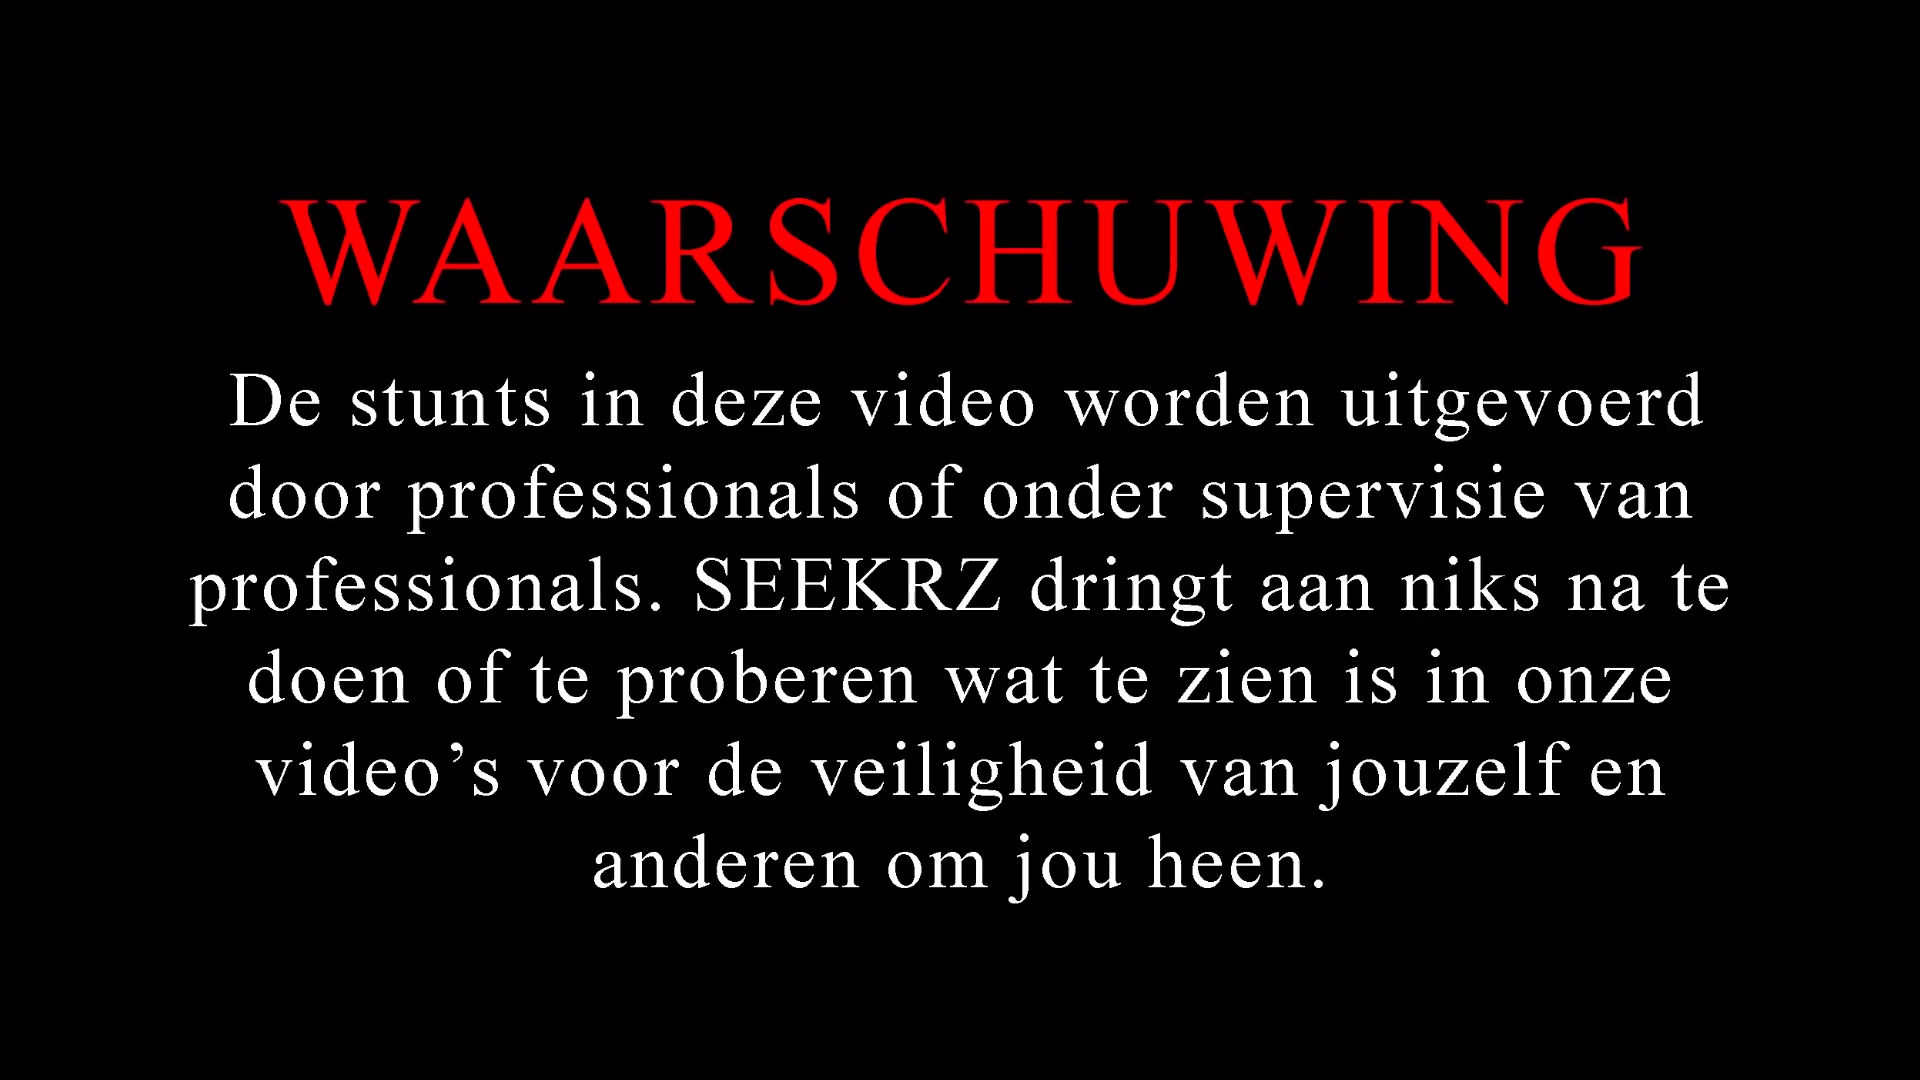 WAARSCHUWING
De stunts in deze video worden uitgevoerd
door professionals of onder supervisie van
professionals. SEEKRZ dringt aan niks na te
doen of te proberen wat te zien is in onze
video’s voor de veiligheid van jouzelf en
anderen om jou heen.